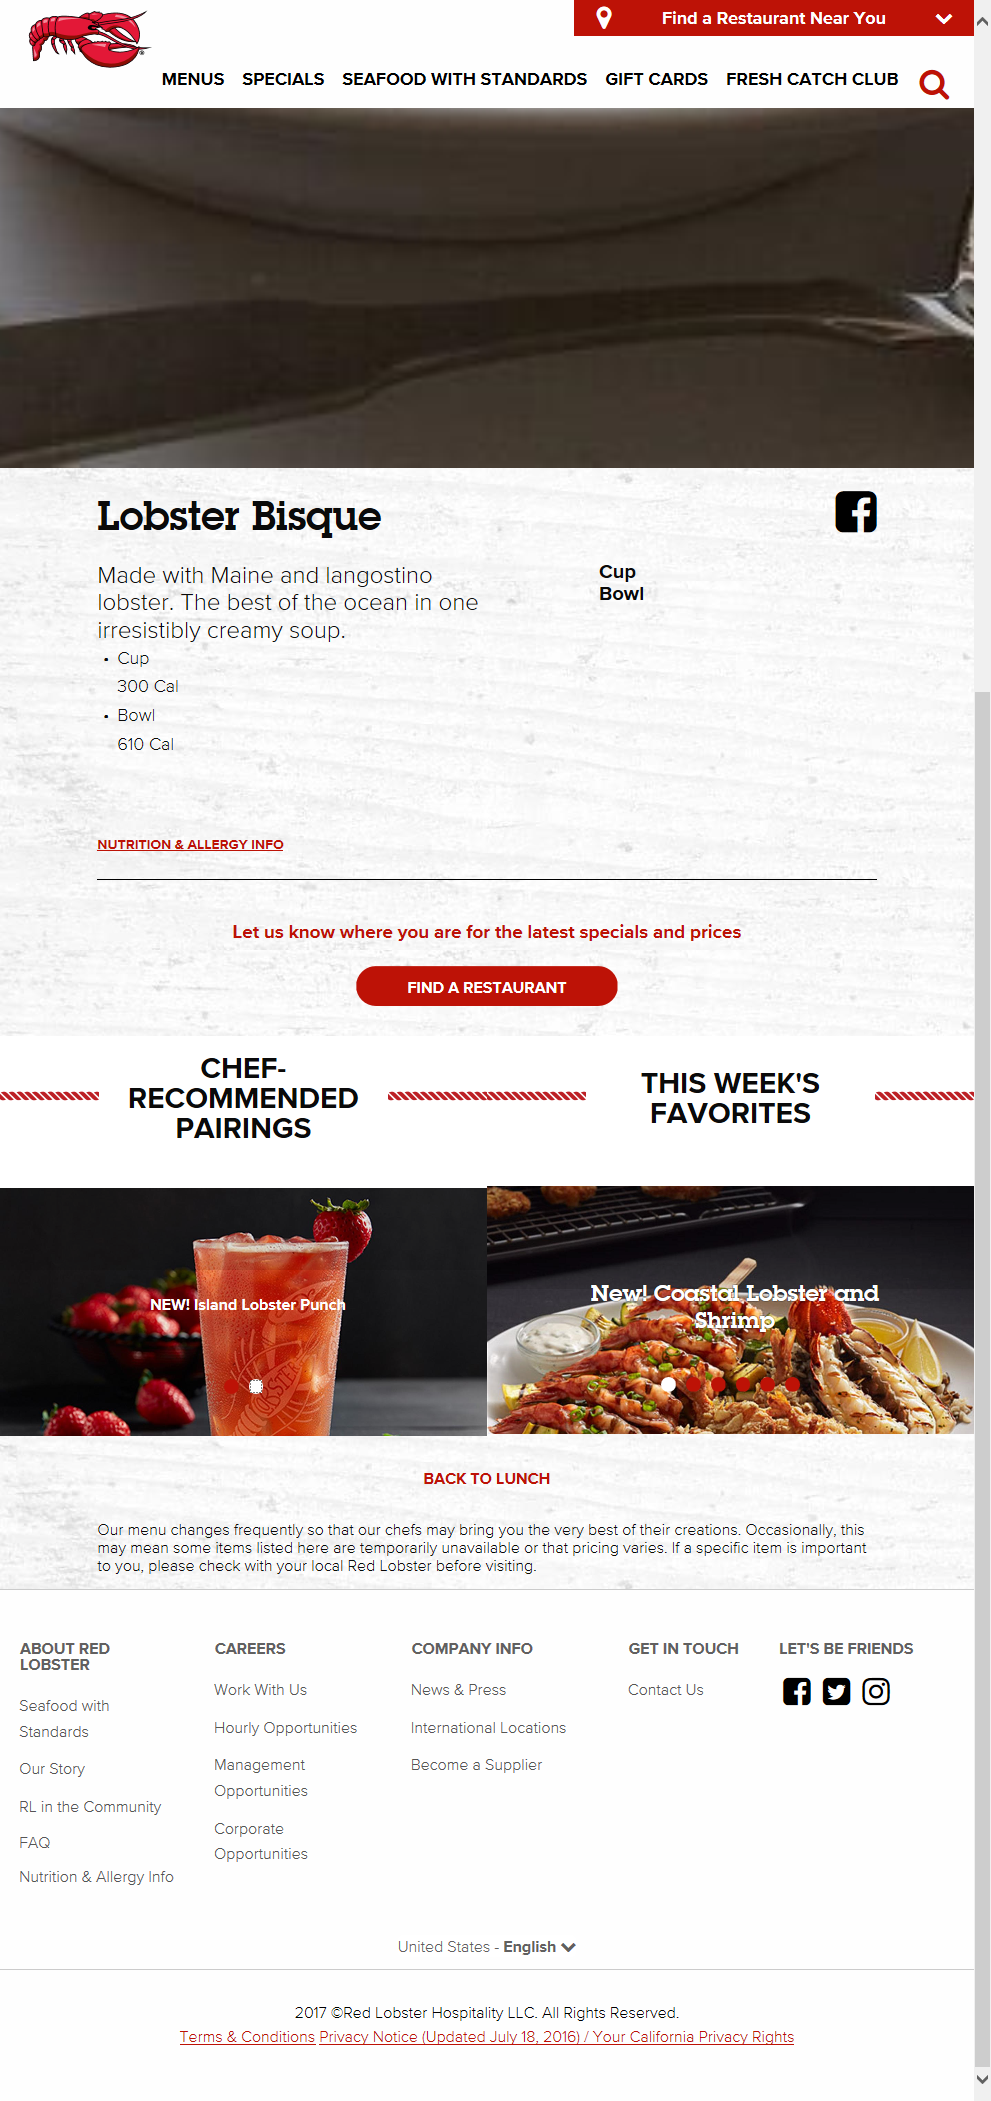 Find a Restaurant Near You
MENUS SPECIALS SEAFOOD WITH STANDARDS GIFT CARDS FRESH CATCH CLUB
Lobster Bisque
Made with Maine and langostino
lobster. The best of the ocean in one
irresistibly creamy soup.
• Cup
300 Cal
• Bowl
610 Cal
Cup
Bowl
NUTRITION & ALLERGY INFO
Let us know where you are for the latest specials and prices
FIND A RESTAURANT
CHEF-
RECOMMENDED
PAIRINGS
THIS WEEK'S
FAVORITES
NEW! Island Lobster Punch
New! Coastal Lobster and
Shrimp
BACK TO LUNCH
Our menu changes frequently so that our chefs may bring you the very best of their creations. Occasionally, this
may mean some items listed here are temporarily unavailable or that pricing varies. If a specific item is important
to you, please check with your local Red Lobster before visiting.
ABOUT RED
LOBSTER
Seafood with
Standards
Our Story
RL in the Community
FAQ
Nutrition & Allergy Info
CAREERS
Work With Us
Hourly Opportunities
Management
Opportunities
Corporate
Opportunities
COMPANY INFO
News & Press
International Locations
Become a Supplier
GET IN TOUCH
Contact Us
LET'S BE FRIENDS
United States - English
2017 ©Red Lobster Hospitality LLC. All Rights Reserved.
Terms & Conditions Privacy Notice (Updated July 18, 2016) / Your California Privacy Rights